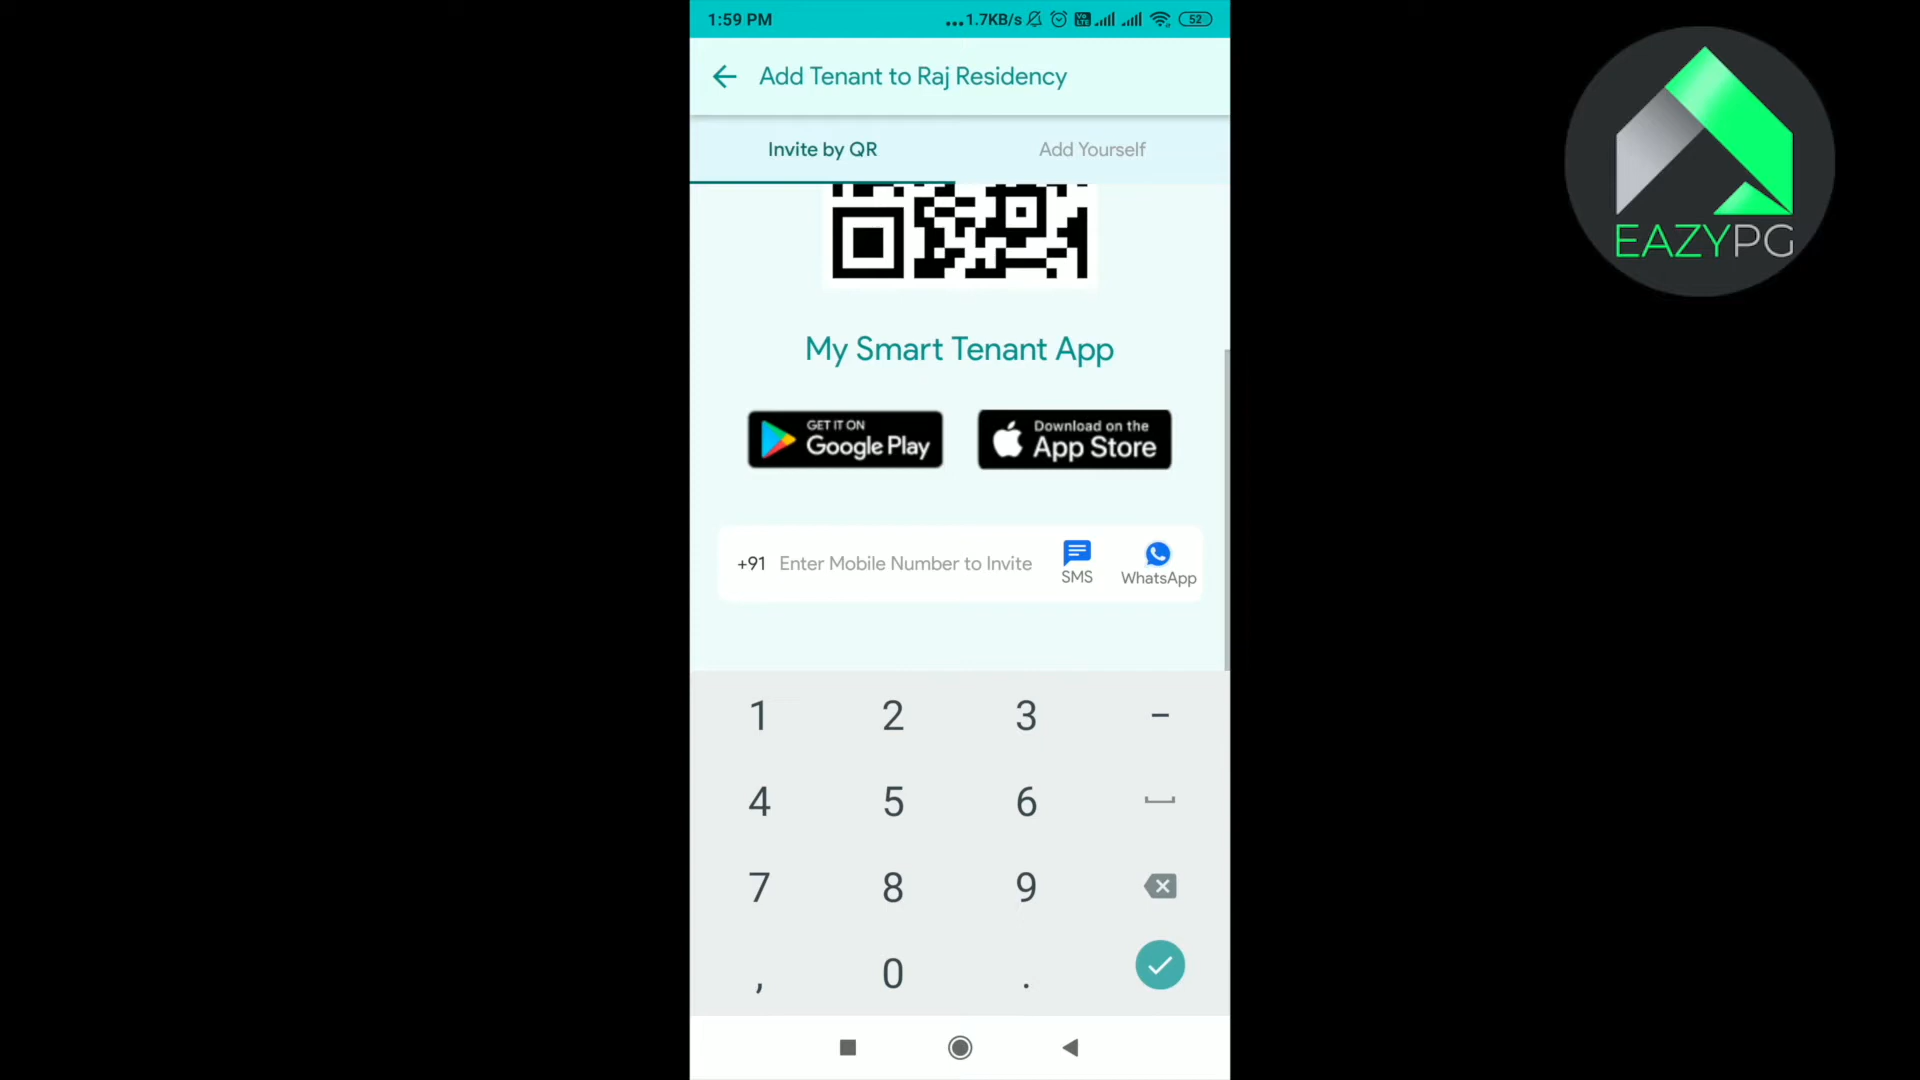 1:59 PM
...1.7KB/s
52
Add Tenant to Raj Residency
Invite by QR
Add Yourself
EAZYPG
My Smart Tenant App
GET IT ON
Google Play
Download on the
App Store
+91 Enter Mobile Number to Invite
SMS
WhatsApp
1 2 3 -
4 5 6
7 8 9
, 0 .